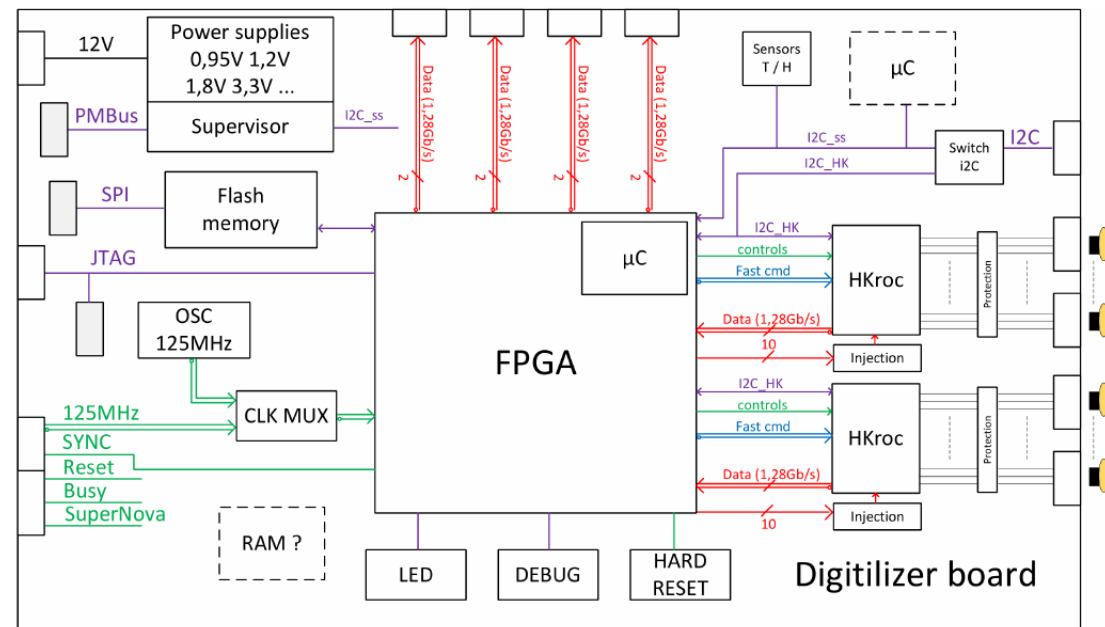 12V
Power supplies
0,95V 1,2V
1,8V 3,3V ...
PMBus
Supervisor
I2C_ss
SPI
Flash
memory
JTAG
OSC
125MHz
125MHz
CLK MUX
SYNC
Reset
Busy
SuperNova
RAM ?
Data (1,28Gb/s)
2
Data (1,28Gb/s)
2
Data (1,28Gb/s)
2
Data (1,28Gb/s)
2
FPGA
µC
LED
DEBUG
HARD
RESET
Sensors
T / H
µC
I2C_ss
I2C_HK
Switch
i2C
I2C
I2C_HK
controls
Fast cmd
Data (1,28Gb/s)
10
HKroc
Injection
Protection
I2C_HK
controls
Fast cmd
Data (1,28Gb/s)
10
HKroc
Injection
Protection
Digitilizer board